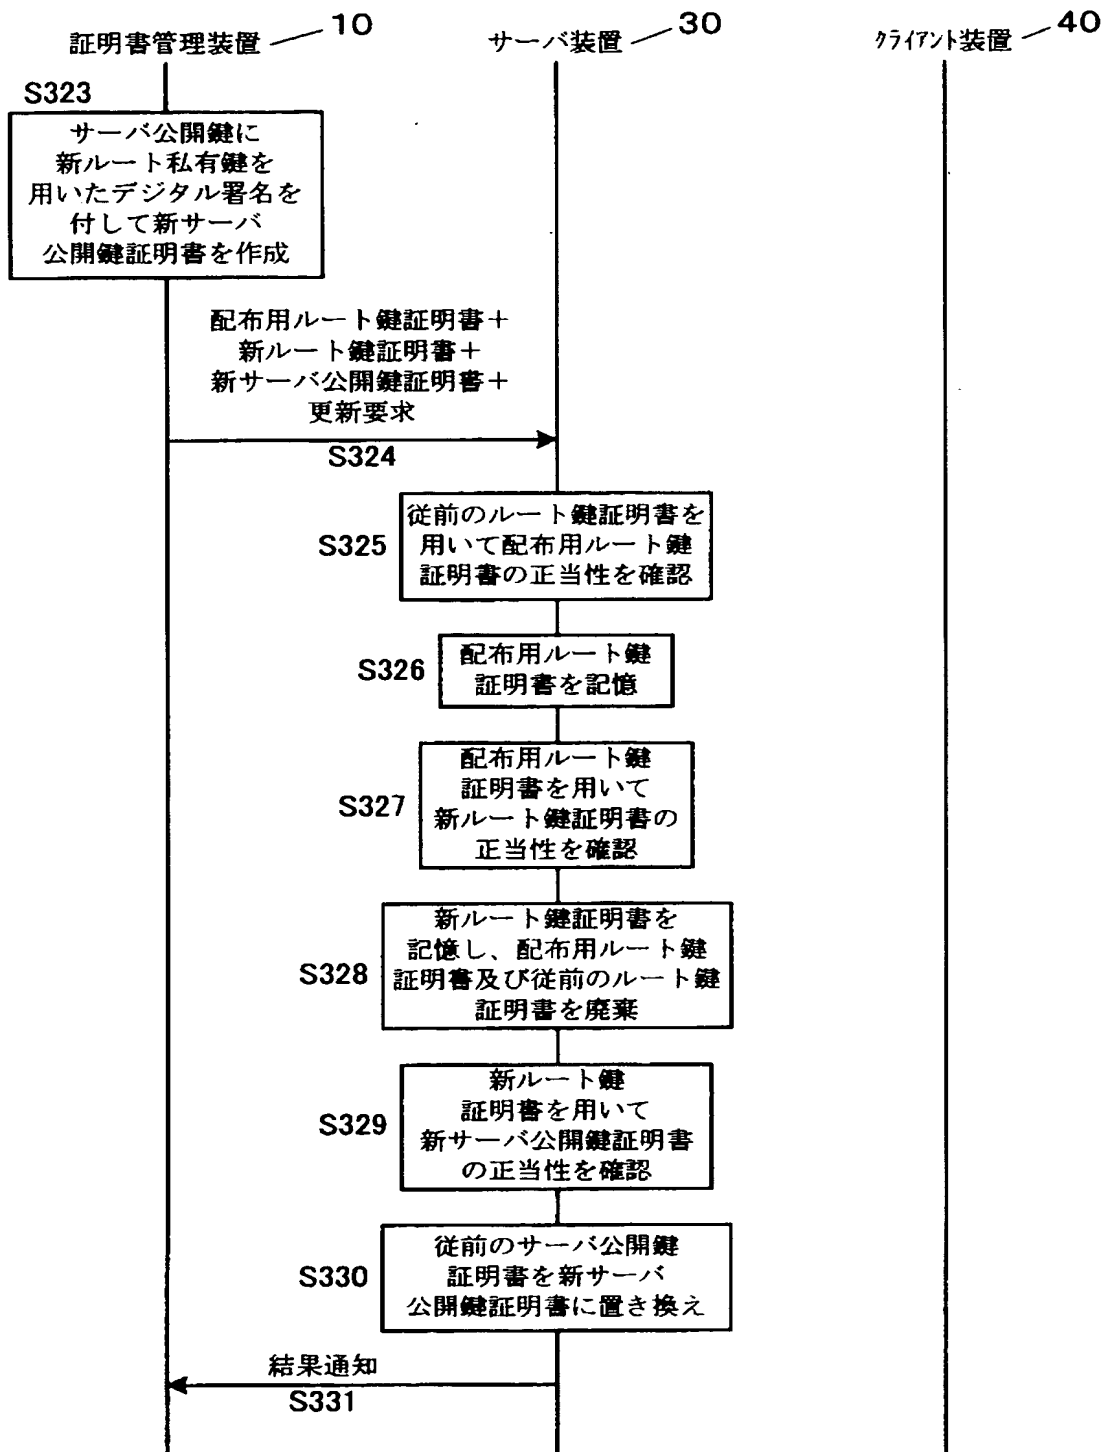 証明書管理装置 10
サーバ装置 30
クライアント装置 40
S323
サーバ公開鍵に
新ルート私有鍵を
用いたデジタル署名を
付して新サーバ
公開鍵証明書を作成
配布用ルート鍵証明書+
新ルート鍵証明書+
新サーバ公開鍵証明書+
更新要求
S324
S325
従前のルート鍵証明書を
用いて配布用ルート鍵
証明書の正当性を確認
S326
配布用ルート鍵
証明書を記憶
S327
配布用ルート鍵
証明書を用いて
新ルート鍵証明書の
正当性を確認
S328
新ルート鍵証明書を
記憶し、配布用ルート鍵
証明書及び従前のルート鍵
証明書を廃棄
S329
新ルート鍵
証明書を用いて
新サーバ公開鍵証明書
の正当性を確認
S330
従前のサーバ公開鍵
証明書を新サーバ
公開鍵証明書に置き換え
結果通知
S331